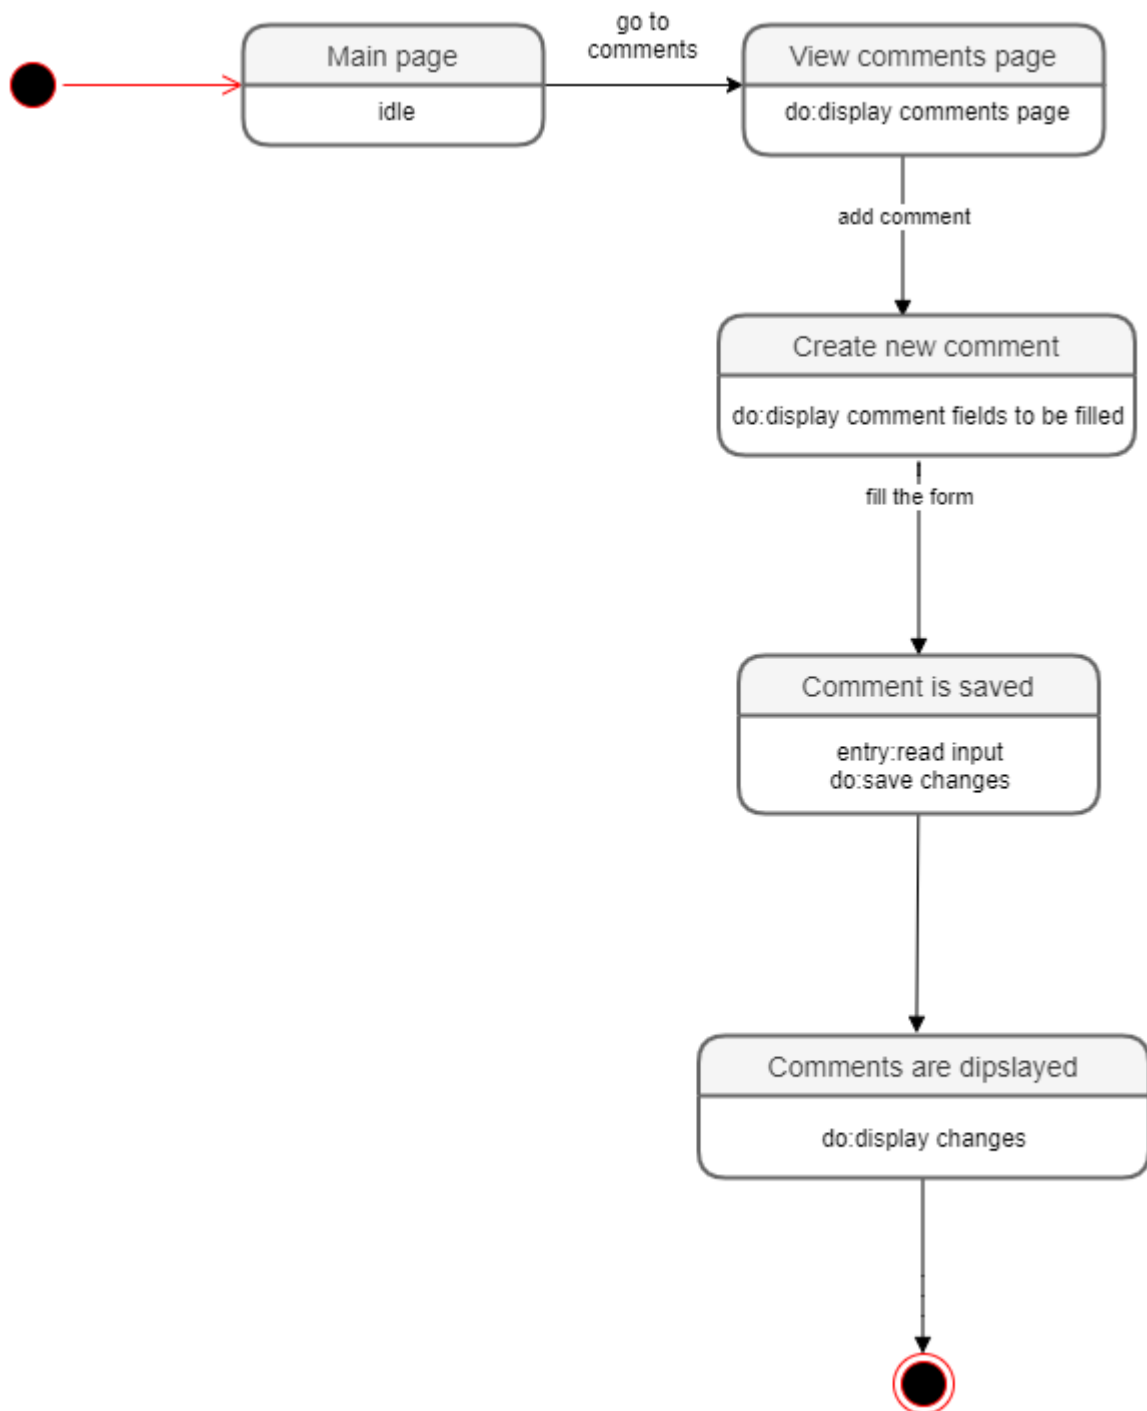 Main page
idle
go to
comments
View comments page
do:display comments page
add comment
Create new comment
do:display comment fields to be filled
fill the form
Comment is saved
entry:read input
do:save changes
Comments are dipslayed
do:display changes